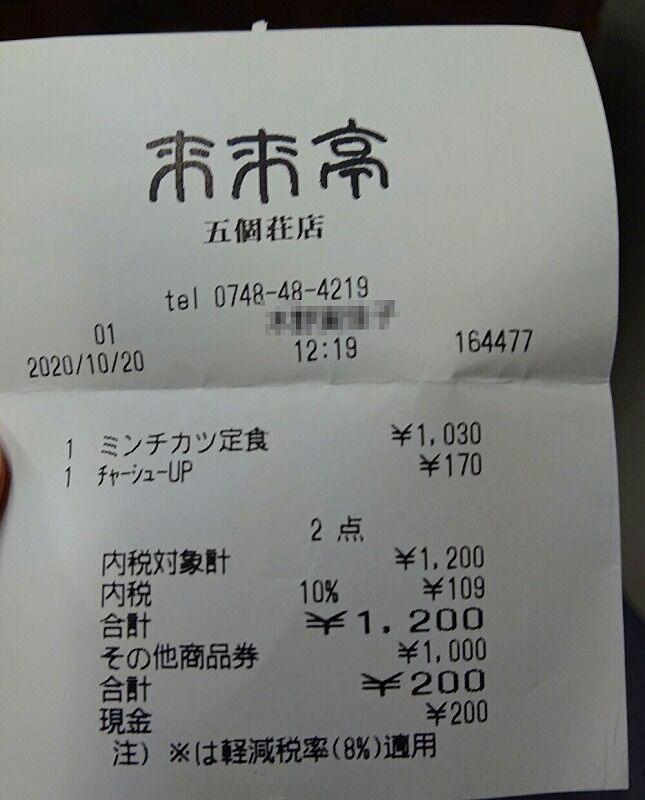 来来亭
五個荘店
tel 0748-48-4219
01
2020/10/20 12:19 164477
1 ミンチカツ定食 ¥1,030
1 ﾁｬｰｼｭｰUP ¥170
2 点
内税対象計 ¥1,200
内税 10% ¥109
合計 ¥1,200
その他商品券 ¥1,000
合計 ¥200
現金 ¥200
注) ※は軽減税率(8%)適用